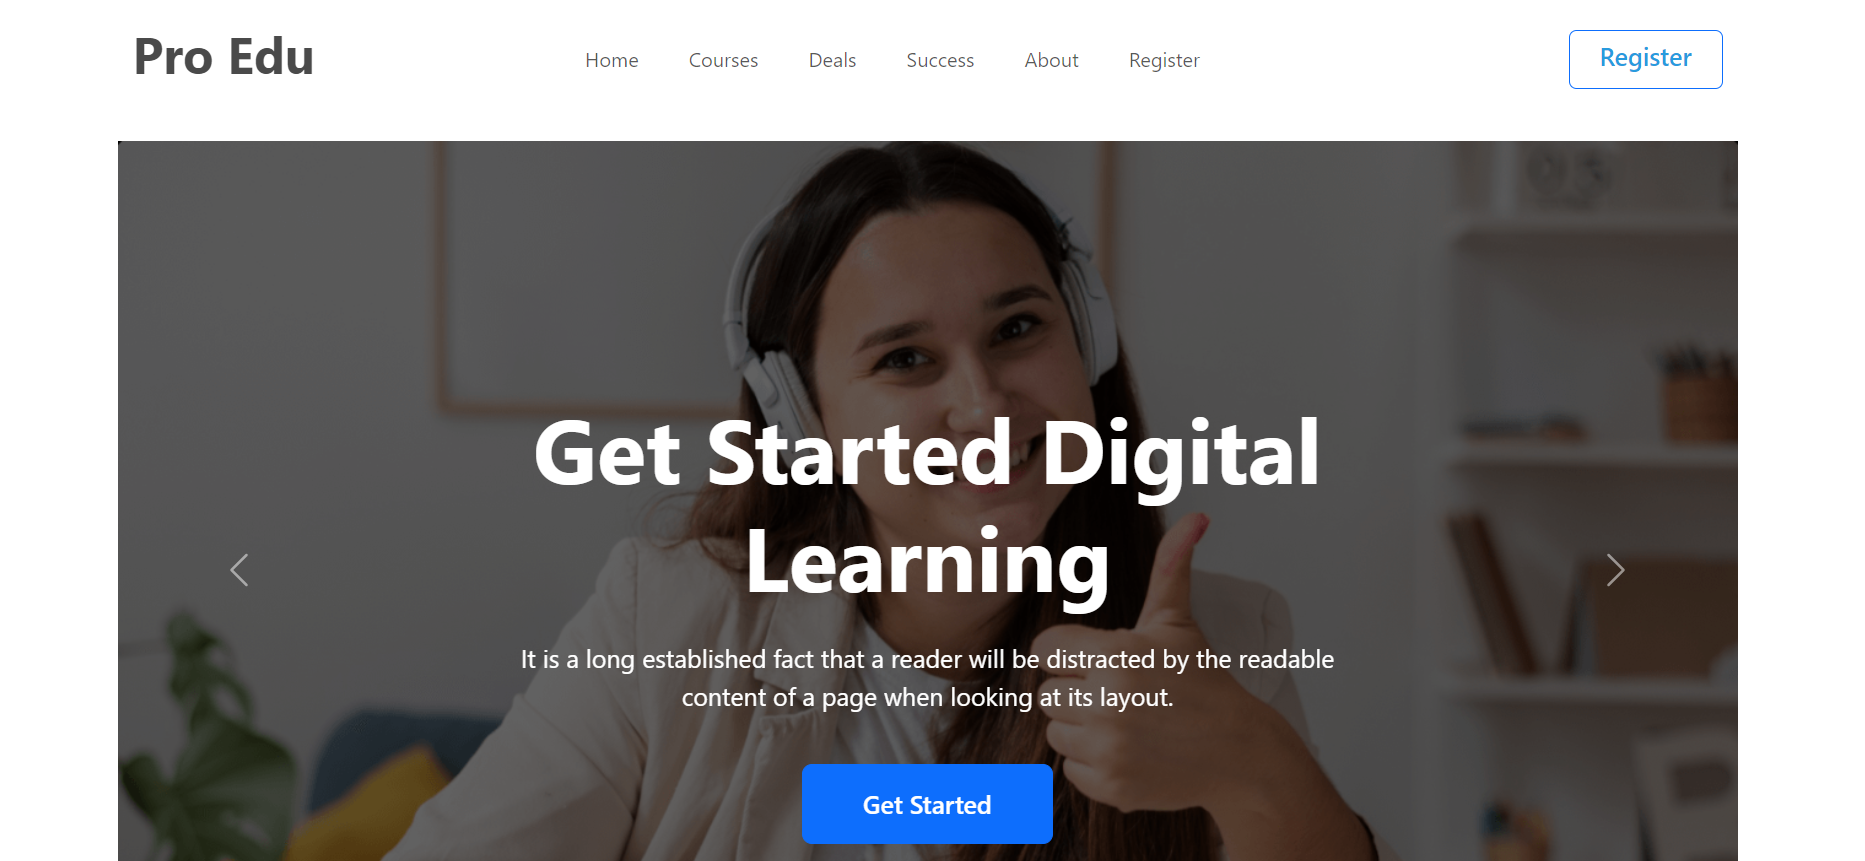 Pro Edu
Home
Courses
Deals
Success
About
Register
Register
Get Started Digital
Learning
It is a long established fact that a reader will be distracted by the readable
content of a page when looking at its layout.
Get Started